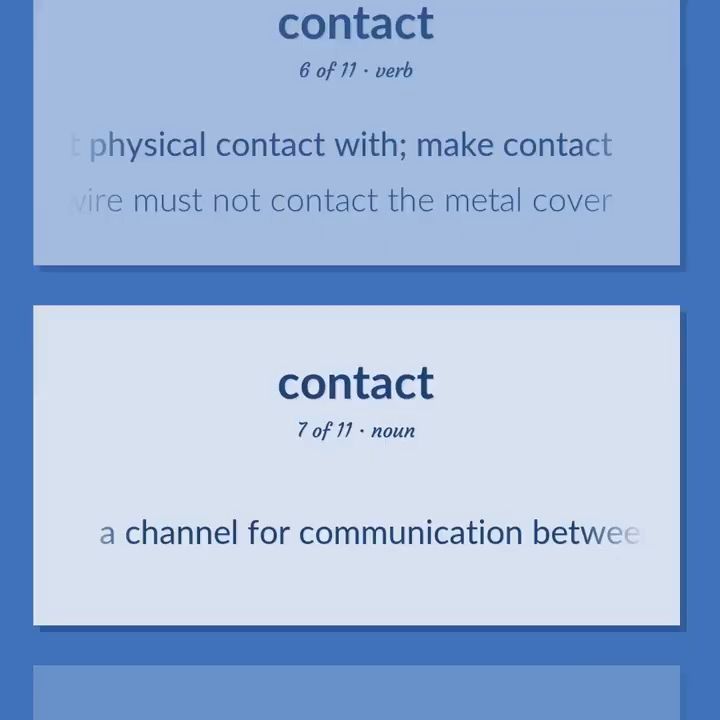 contact
6 of 11 · verb
physical contact with; make contact
must not contact the metal cover
contact
7 of 11 · noun
a channel for communication